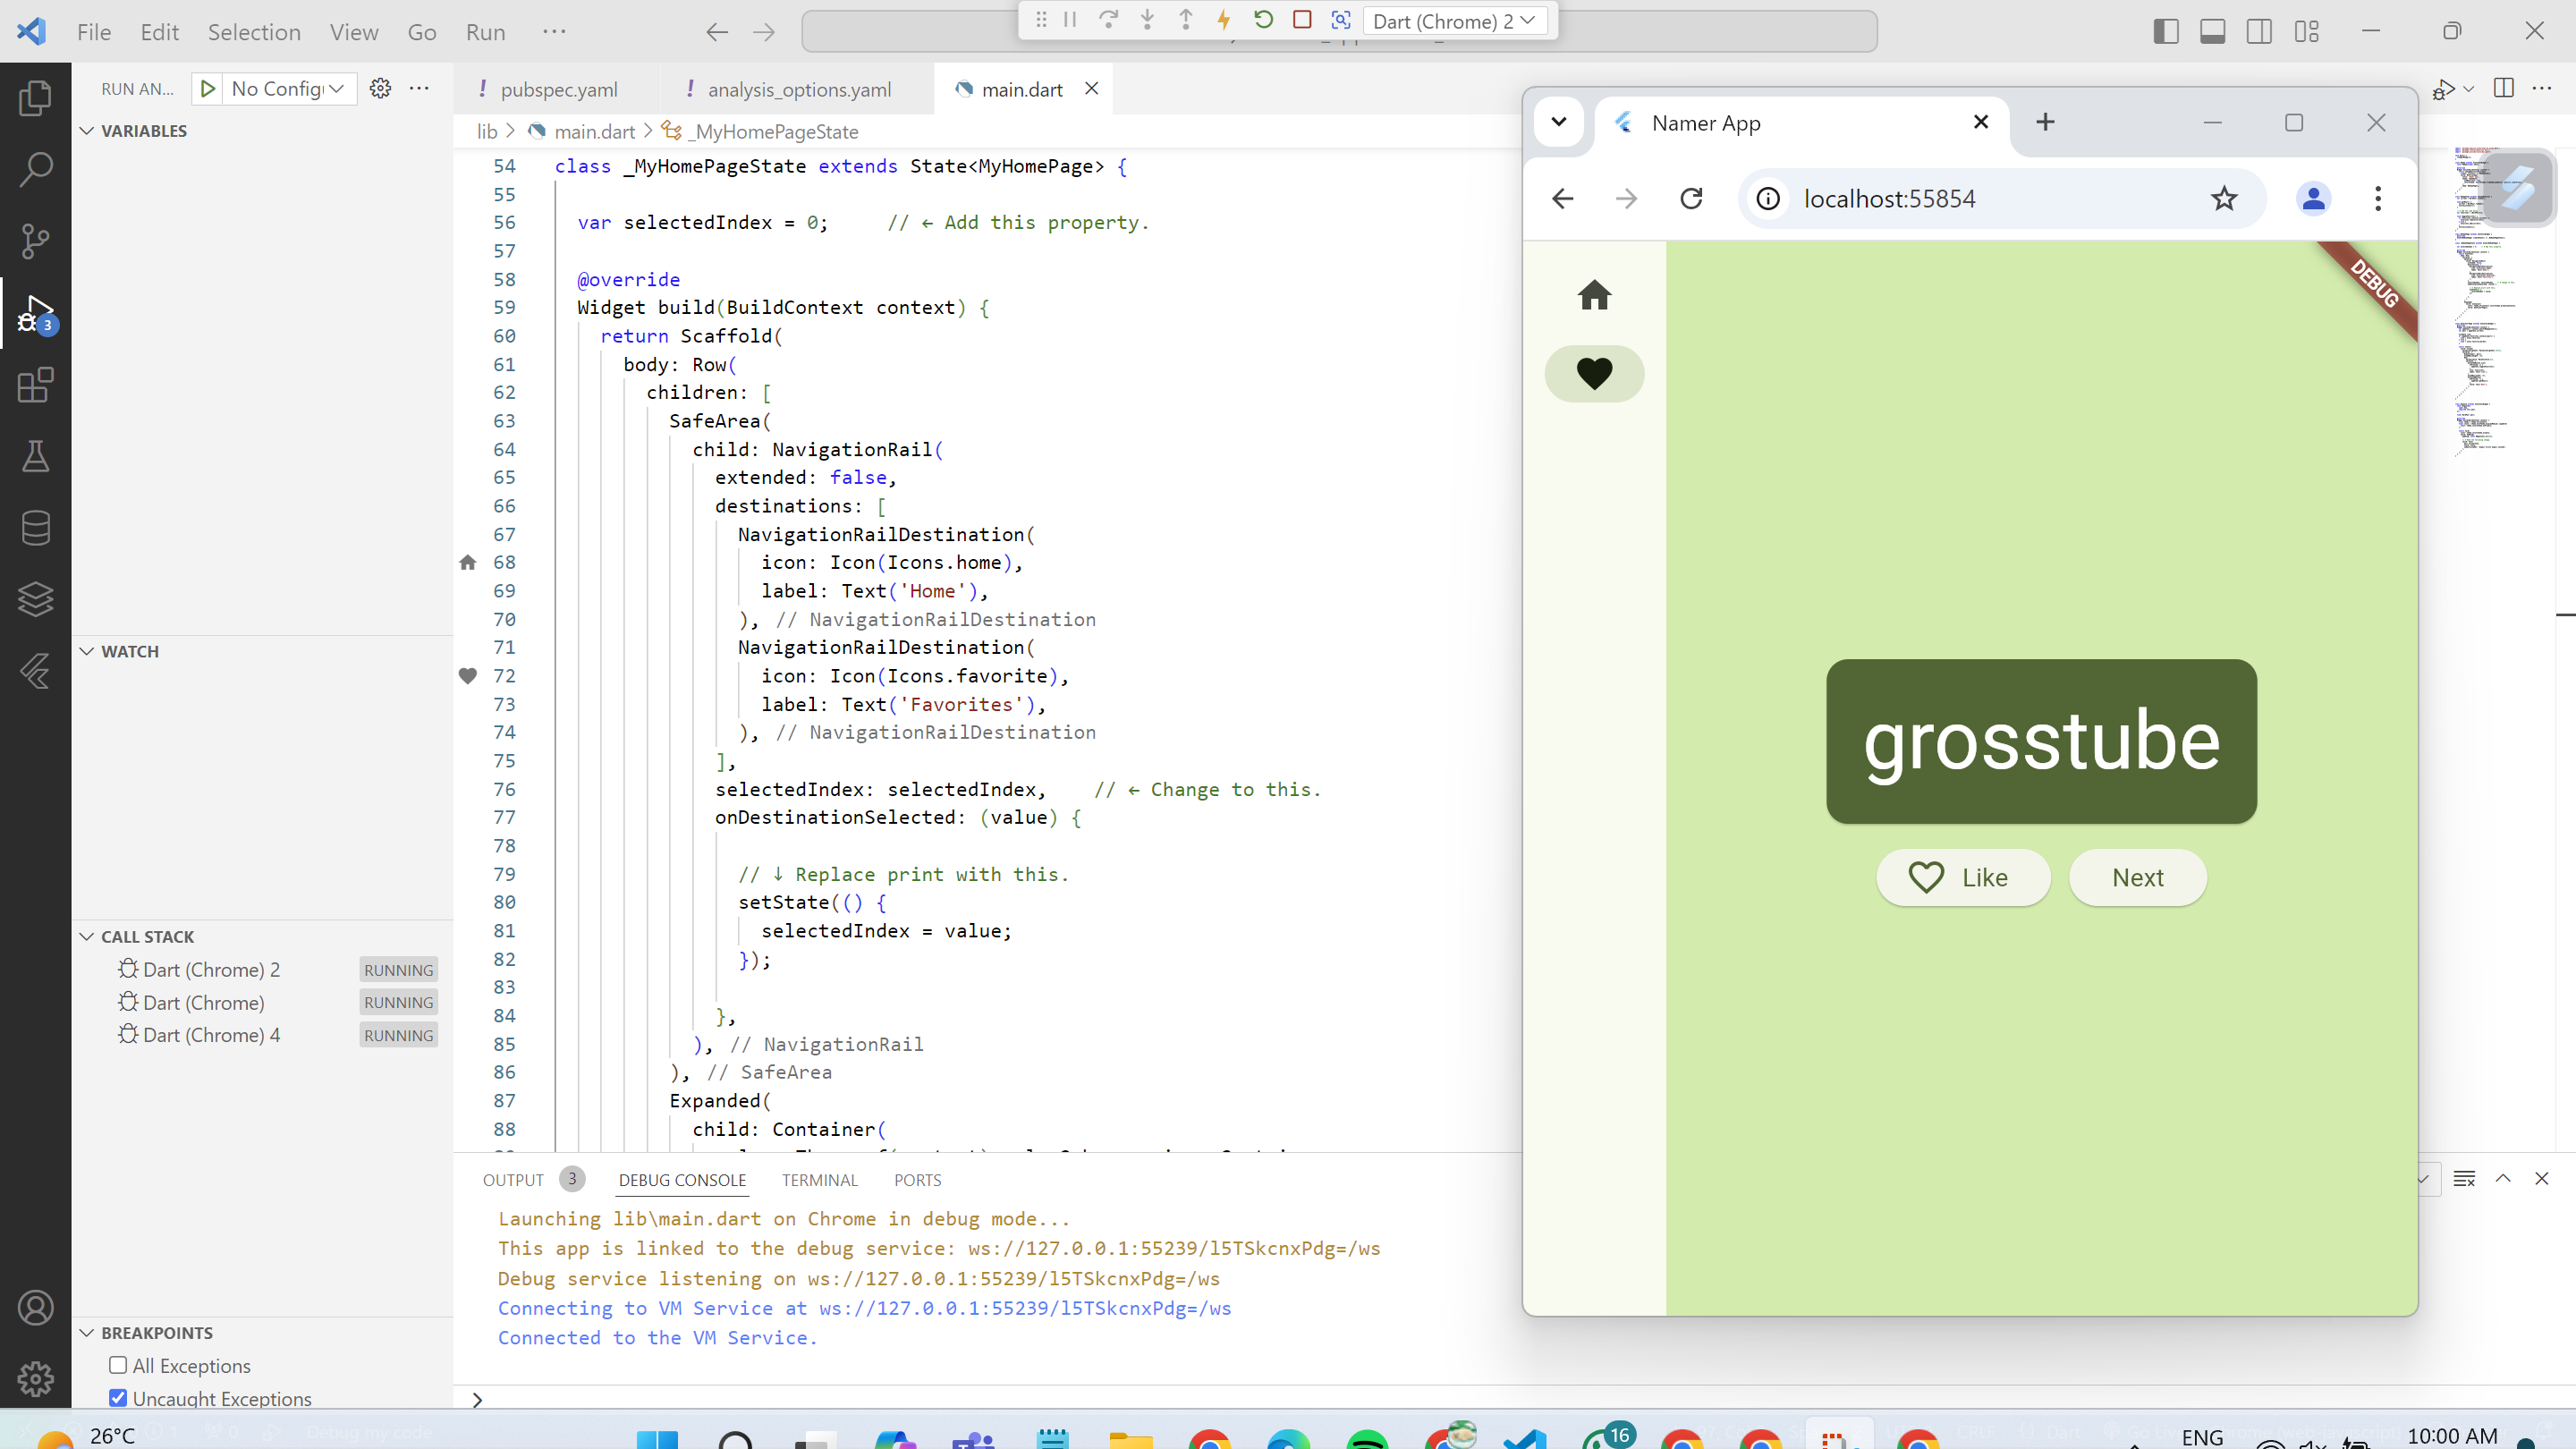 File Edit Selection View Go Run ···
Dart (Chrome) 2
RUN AN...
No Config
VARIABLES
WATCH
CALL STACK
Dart (Chrome) 2 RUNNING
Dart (Chrome) RUNNING
Dart (Chrome) 4 RUNNING
BREAKPOINTS
All Exceptions
Uncaught Exceptions
3
! pubspec.yaml
! analysis_options.yaml
main.dart
lib > main.dart > _MyHomePageState
54 class _MyHomePageState extends State<MyHomePage> {
55
56 var selectedIndex = 0; // ← Add this property.
57
58 @override
59 Widget build(BuildContext context) {
60 return Scaffold(
61 body: Row(
62 children: [
63 SafeArea(
64 child: NavigationRail(
65 extended: false,
66 destinations: [
67 NavigationRailDestination(
68 icon: Icon(Icons.home),
69 label: Text('Home'),
70 ), // NavigationRailDestination
71 NavigationRailDestination(
72 icon: Icon(Icons.favorite),
73 label: Text('Favorites'),
74 ), // NavigationRailDestination
75 ],
76 selectedIndex: selectedIndex, // ← Change to this.
77 onDestinationSelected: (value) {
78
79 // ↓ Replace print with this.
80 setState(() {
81 selectedIndex = value;
82 });
83
84 },
85 ), // NavigationRail
86 ), // SafeArea
87 Expanded(
88 child: Container(
OUTPUT 3 DEBUG CONSOLE TERMINAL PORTS
Launching lib\main.dart on Chrome in debug mode...
This app is linked to the debug service: ws://127.0.0.1:55239/l5TSkcnxPdg=/ws
Debug service listening on ws://127.0.0.1:55239/l5TSkcnxPdg=/ws
Connecting to VM Service at ws://127.0.0.1:55239/l5TSkcnxPdg=/ws
Connected to the VM Service.
>
Namer App
localhost:55854
DEBUG
grosstube
Like
Next
26°C
16
ENG
10:00 AM